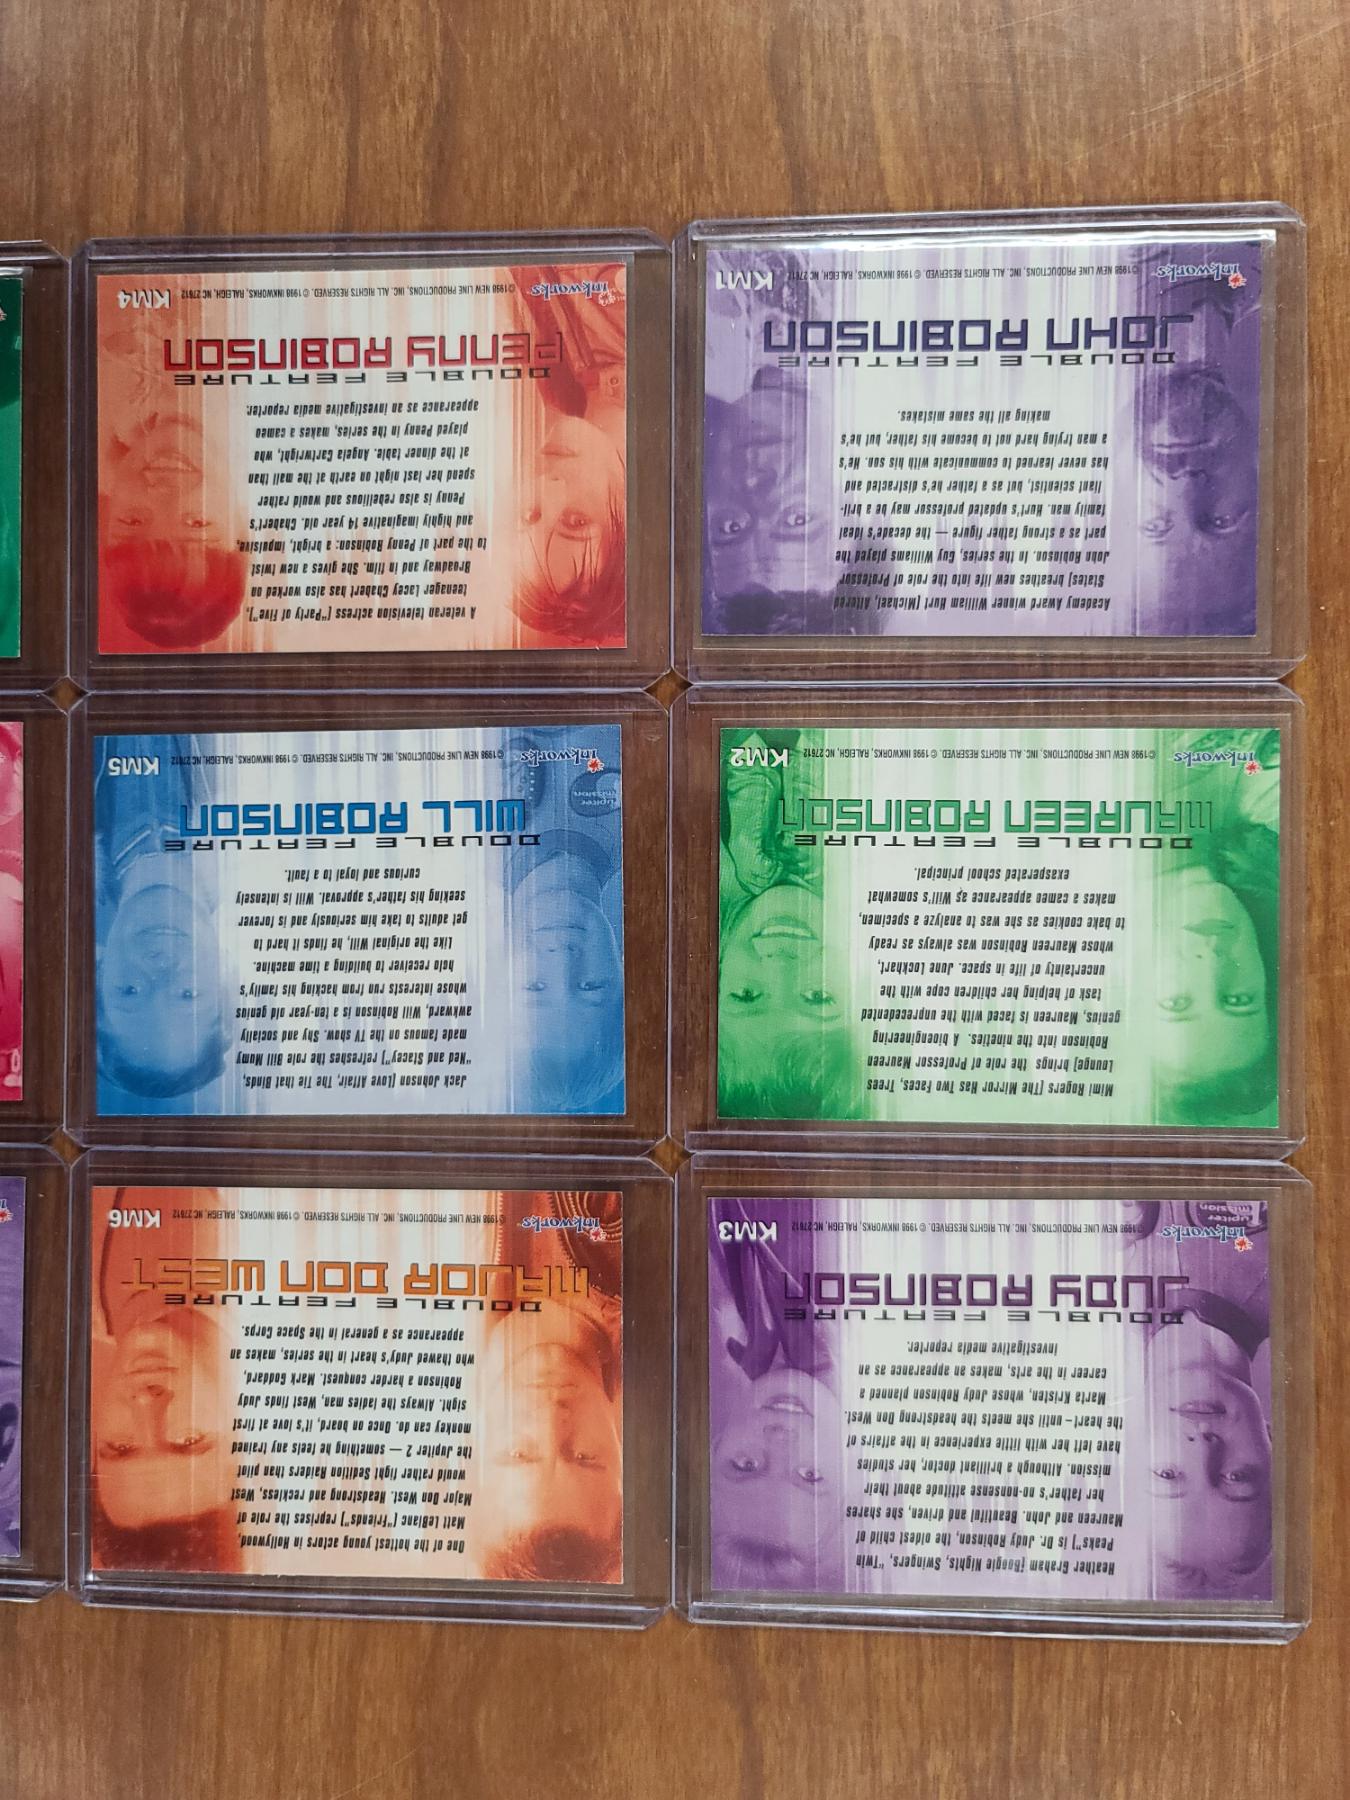 Academy Award winner William Hurt [Michael, Altered
States] breathes new life into the role of Professor
John Robinson. In the series, Guy Williams played the
part as a strong father figure — the decade's ideal
family man. Hurt's updated professor may be a bril-
liant scientist, but as a father he's distracted and
has never learned to communicate with his son. He's
a man trying hard not to become his father, but he's
making all the same mistakes.
DOUBLE FEATURE
JOHN ROBINSON
inkworks
©1998 NEW LINE PRODUCTIONS, INC. ALL RIGHTS RESERVED. © 1998 INKWORKS, RALEIGH, NC 27612
KM1
A veteran television actress ["Party of Five"],
teenager Lacey Chabert has also worked on
Broadway and in film. She gives a new twist
to the part of Penny Robinson: a bright, impulsive,
and highly imaginative 14 year old. Chabert's
Penny is also rebellious and would rather
spend her last night on earth at the mall than
at the dinner table. Angela Cartwright, who
played Penny in the series, makes a cameo
appearance as an investigative media reporter.
DOUBLE FEATURE
PENNY ROBINSON
inkworks
©1998 NEW LINE PRODUCTIONS, INC. ALL RIGHTS RESERVED. © 1998 INKWORKS, RALEIGH, NC 27612
KM4
Mimi Rogers [The Mirror Has Two Faces, Trees
Lounge] brings the role of Professor Maureen
Robinson into the nineties. A bioengineering
genius, Maureen is faced with the unprecedented
task of helping her children cope with the
uncertainty of life in space. June Lockhart,
whose Maureen Robinson was always as ready
to bake cookies as she was to analyze a specimen,
makes a cameo appearance as Will's somewhat
exasperated school principal.
DOUBLE FEATURE
MAUREEN ROBINSON
inkworks
©1998 NEW LINE PRODUCTIONS, INC. ALL RIGHTS RESERVED. © 1998 INKWORKS, RALEIGH, NC 27612
KM2
Jack Johnson [Love Affair, The Tie that Binds,
"Ned and Stacey"] refreshes the role Bill Mumy
made famous on the TV show. Shy and socially
awkward, Will Robinson is a ten-year old genius
whose interests run from hacking his family's
holo receiver to building a time machine.
Like the original Will, he finds it hard to
get adults to take him seriously and is forever
seeking his father's approval. Will is intensely
curious and loyal to a fault.
DOUBLE FEATURE
WILL ROBINSON
jupiter
mission
inkworks
©1998 NEW LINE PRODUCTIONS, INC. ALL RIGHTS RESERVED. © 1998 INKWORKS, RALEIGH, NC 27612
KM5
Heather Graham [Boogie Nights, Swingers, "Twin
Peaks"] is Dr. Judy Robinson, the oldest child of
Maureen and John. Beautiful and driven, she shares
her father's no-nonsense attitude about their
mission. Although a brilliant doctor, her studies
have left her with little experience in the affairs of
the heart – until she meets the headstrong Don West.
Marta Kristen, whose Judy Robinson planned a
career in the arts, makes an appearance as an
investigative media reporter.
DOUBLE FEATURE
JUDY ROBINSON
jupiter
mission
inkworks
©1998 NEW LINE PRODUCTIONS, INC. ALL RIGHTS RESERVED. © 1998 INKWORKS, RALEIGH, NC 27612
KM3
One of the hottest young actors in Hollywood,
Matt LeBlanc ["Friends"] reprises the role of
Major Don West. Headstrong and reckless, West
would rather fight Sedition Raiders than pilot
the Jupiter 2 — something he feels any trained
monkey can do. Once on board, it's love at first
sight. Always the ladies man, West finds Judy
Robinson a harder conquest. Mark Goddard,
who thawed Judy's heart in the series, makes an
appearance as a general in the Space Corps.
DOUBLE FEATURE
MAJOR DON WEST
inkworks
©1998 NEW LINE PRODUCTIONS, INC. ALL RIGHTS RESERVED. © 1998 INKWORKS, RALEIGH, NC 27612
KM6